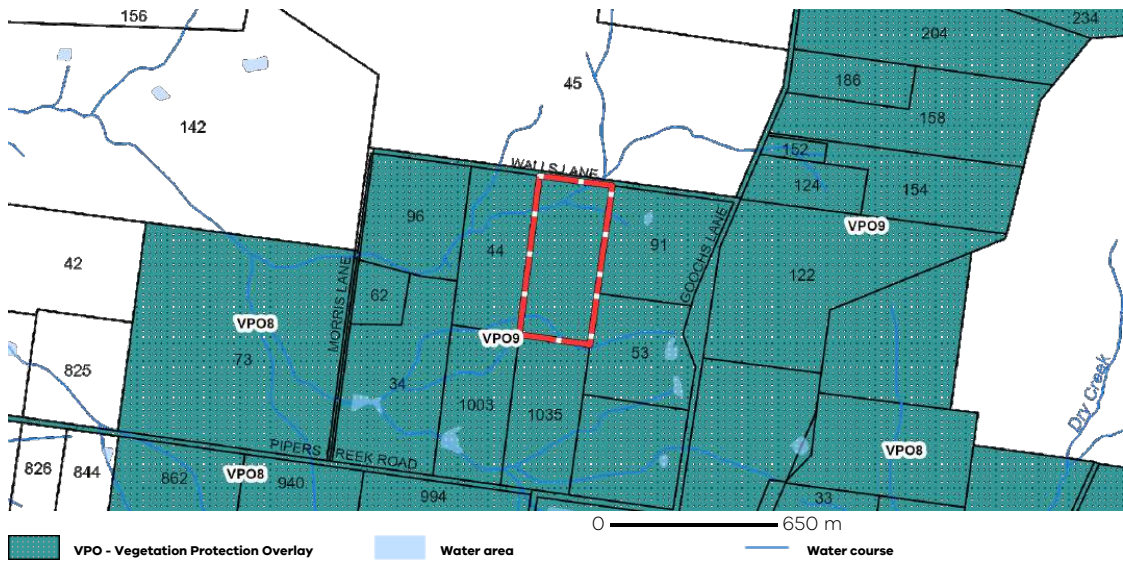 156
234
204
45
186
142
158
WALLS LANE
152
124
154
96
44
91
GOOCHS LANE
VPO9
42
122
62
MORRIS LANE
VPO8
VPO9
73
53
825
34
Dry Creek
1003
1035
PIPERS CREEK ROAD
VPO8
826
844
862
940
994
VPO8
33
0 650 m
VPO - Vegetation Protection Overlay Water area Water course